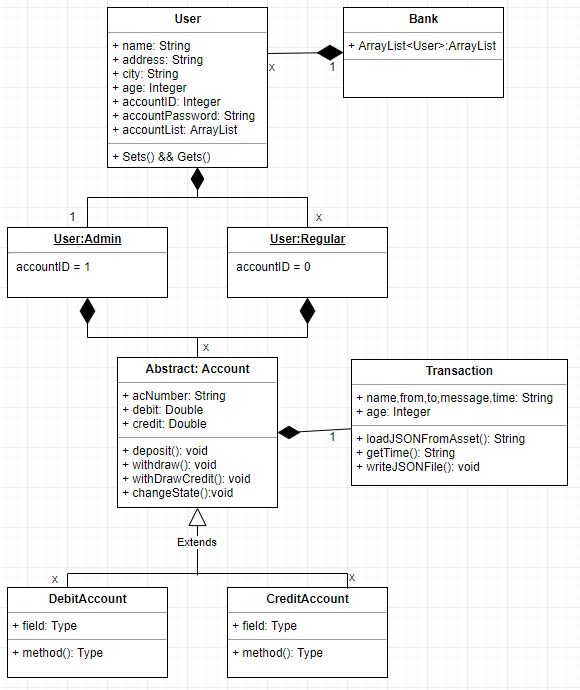 User
+ name: String
+ address: String
+ city: String
+ age: Integer
+ accountID: Integer
+ accountPassword: String
+ accountList: ArrayList
+ Sets() && Gets()
Bank
+ ArrayList<User>:ArrayList
x
1
1
x
User:Admin
accountID = 1
User:Regular
accountID = 0
x
Abstract: Account
+ acNumber: String
+ debit: Double
+ credit: Double
+ deposit(): void
+ withdraw(): void
+ withDrawCredit(): void
+ changeState():void
1
Transaction
+ name,from,to,message,time: String
+ age: Integer
+ loadJSONFromAsset(): String
+ getTime(): String
+ writeJSONFile(): void
Extends
x
x
DebitAccount
+ field: Type
+ method(): Type
CreditAccount
+ field: Type
+ method(): Type